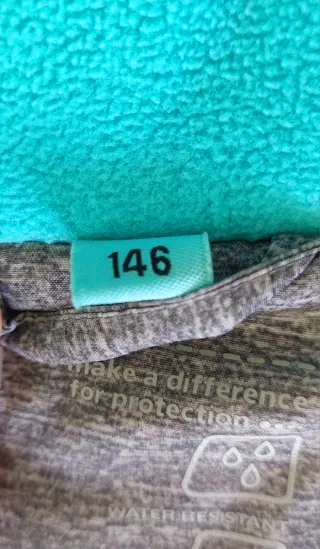 146
make a difference
for protection ...
WATER RESISTANT